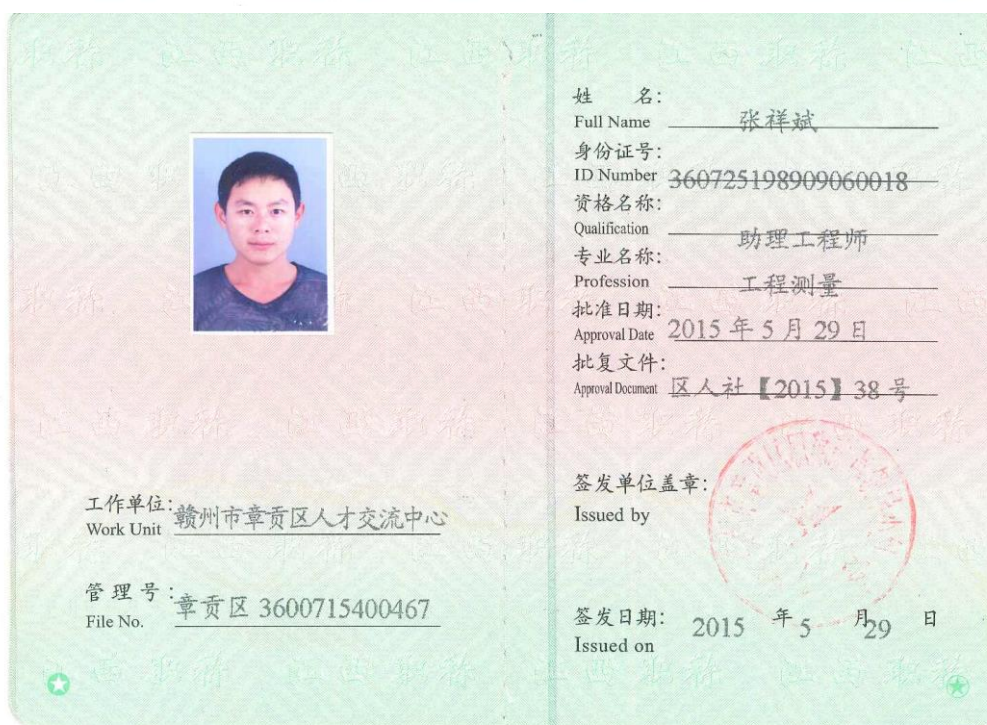 工作单位: 赣州市章贡区人才交流中心
Work Unit
管理号: 章贡区 3600715400467
File No.
姓 名: 张祥斌
Full Name
身份证号:
ID Number 360725198909060018
资格名称:
Qualification 助理工程师
专业名称:
Profession 工程测量
批准日期:
Approval Date 2015 年 5 月 29 日
批复文件:
Approval Document 区人社【2015】38 号
签发单位盖章:
Issued by
签发日期: 2015 年 5 月 29 日
Issued on
江西职称